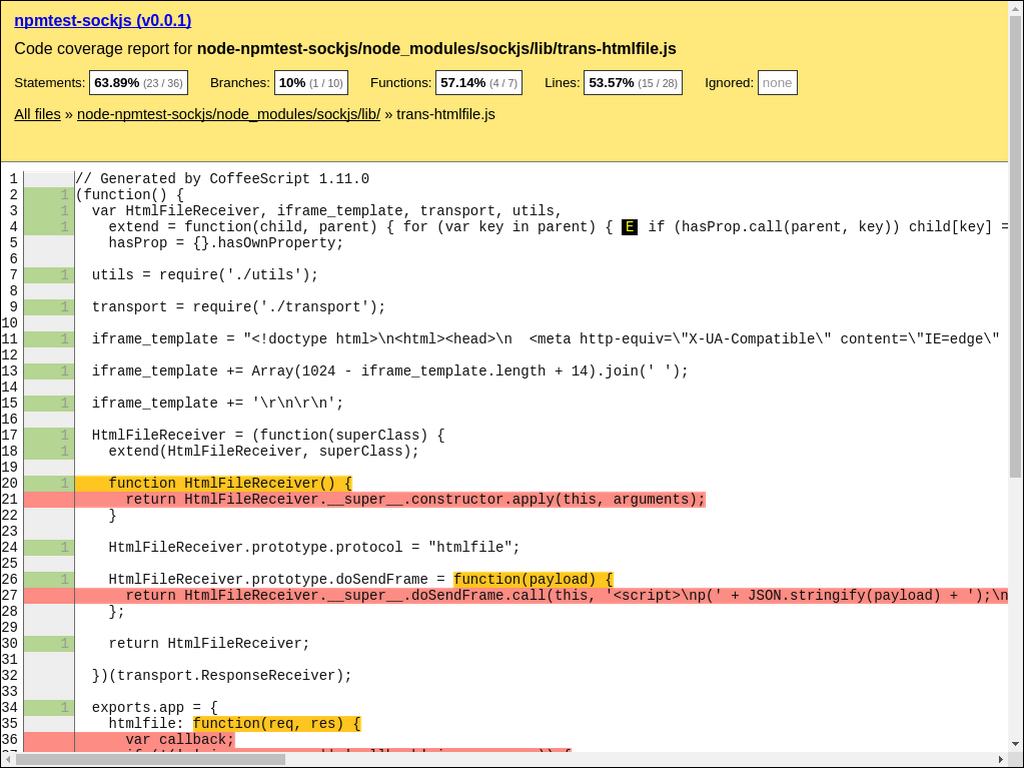 npmtest-sockjs (v0.0.1)
Code coverage report for node-npmtest-sockjs/node_modules/sockjs/lib/trans-htmlfile.js
Statements: 63.89% (23 / 36) Branches: 10% (1 / 10) Functions: 57.14% (4 / 7) Lines: 53.57% (15 / 28) Ignored: none
All files » node-npmtest-sockjs/node_modules/sockjs/lib/ » trans-htmlfile.js
1 // Generated by CoffeeScript 1.11.0
2 1 (function() {
3 1 var HtmlFileReceiver, iframe_template, transport, utils,
4 1 extend = function(child, parent) { for (var key in parent) { E if (hasProp.call(parent, key)) child[key] =
5 hasProp = {}.hasOwnProperty;
6
7 1 utils = require('./utils');
8
9 1 transport = require('./transport');
10
11 1 iframe_template = "<!doctype html>\n<html><head>\n  <meta http-equiv=\"X-UA-Compatible\" content=\"IE=edge\"
12
13 1 iframe_template += Array(1024 - iframe_template.length + 14).join(' ');
14
15 1 iframe_template += '\r\n\r\n';
16
17 1 HtmlFileReceiver = (function(superClass) {
18 1 extend(HtmlFileReceiver, superClass);
19
20 1 function HtmlFileReceiver() {
21 return HtmlFileReceiver.__super__.constructor.apply(this, arguments);
22 }
23
24 1 HtmlFileReceiver.prototype.protocol = "htmlfile";
25
26 1 HtmlFileReceiver.prototype.doSendFrame = function(payload) {
27 return HtmlFileReceiver.__super__.doSendFrame.call(this, '<script>\np(' + JSON.stringify(payload) + ');\n
28 };
29
30 1 return HtmlFileReceiver;
31
32 })(transport.ResponseReceiver);
33
34 1 exports.app = {
35 htmlfile: function(req, res) {
36 var callback;